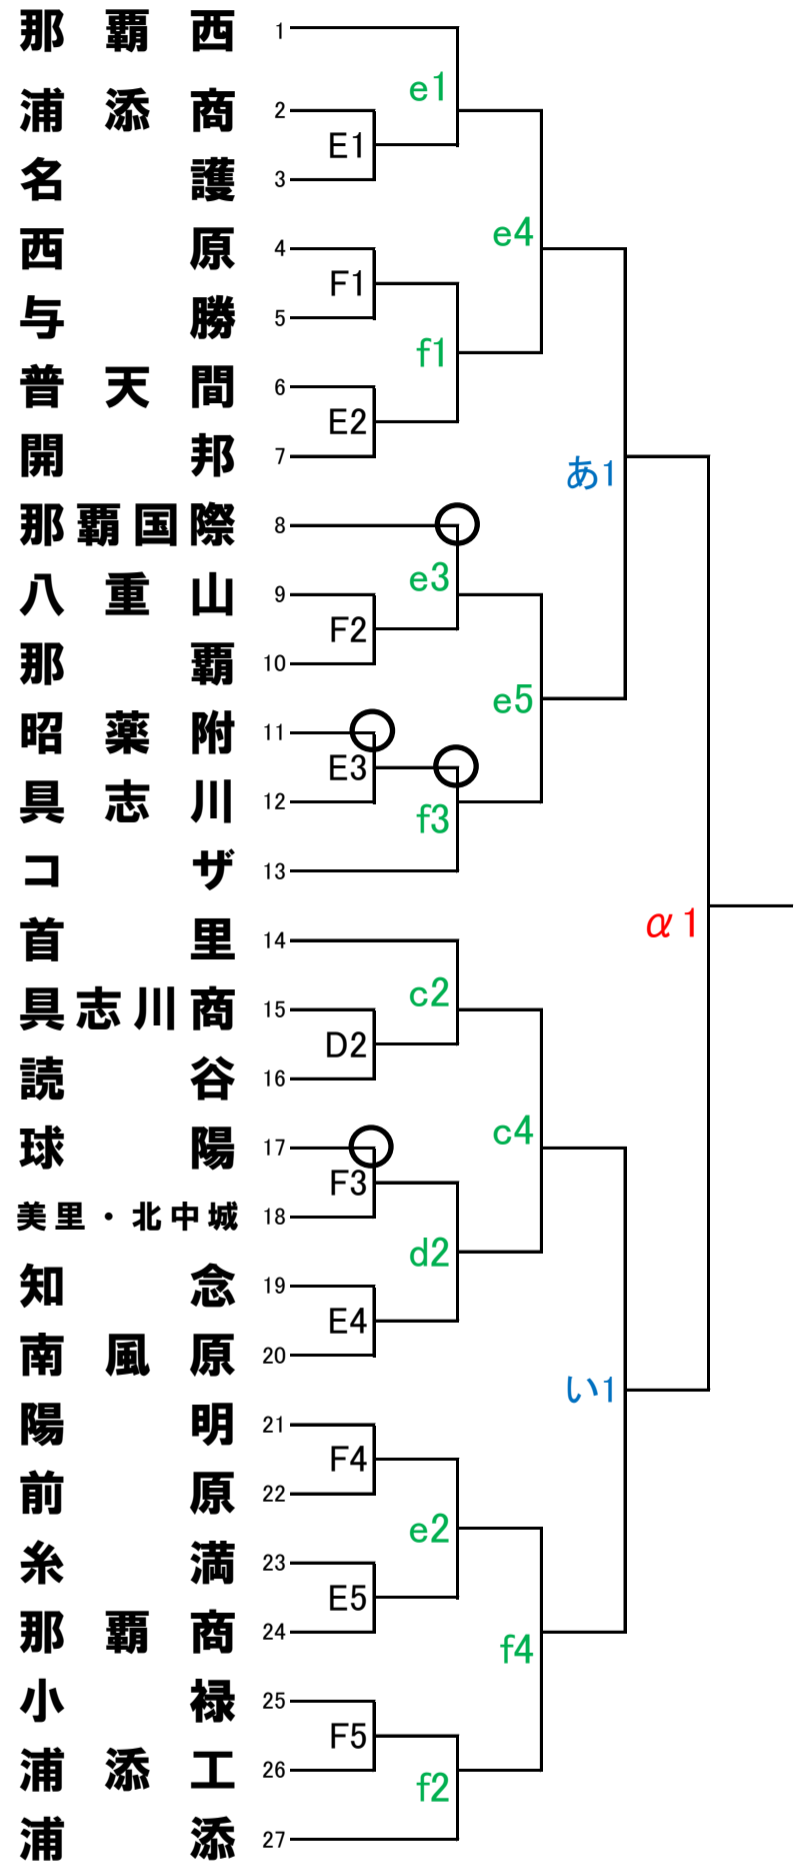 那覇西 1
e1
浦添商 2
E1
名護 3
e4
西原 4
F1
与勝 5
f1
普天間 6
E2
開邦 7
あ1
那覇国際 8
e3
八重山 9
F2
那覇 10
e5
昭薬附 11
E3
具志川 12
f3
コザ 13
α1
首里 14
c2
具志川商 15
D2
読谷 16
c4
球陽 17
F3
美里・北中城 18
d2
知念 19
E4
南風原 20
い1
陽明 21
F4
前原 22
e2
糸満 23
E5
那覇商 24
f4
小禄 25
F5
浦添工 26
f2
浦添 27